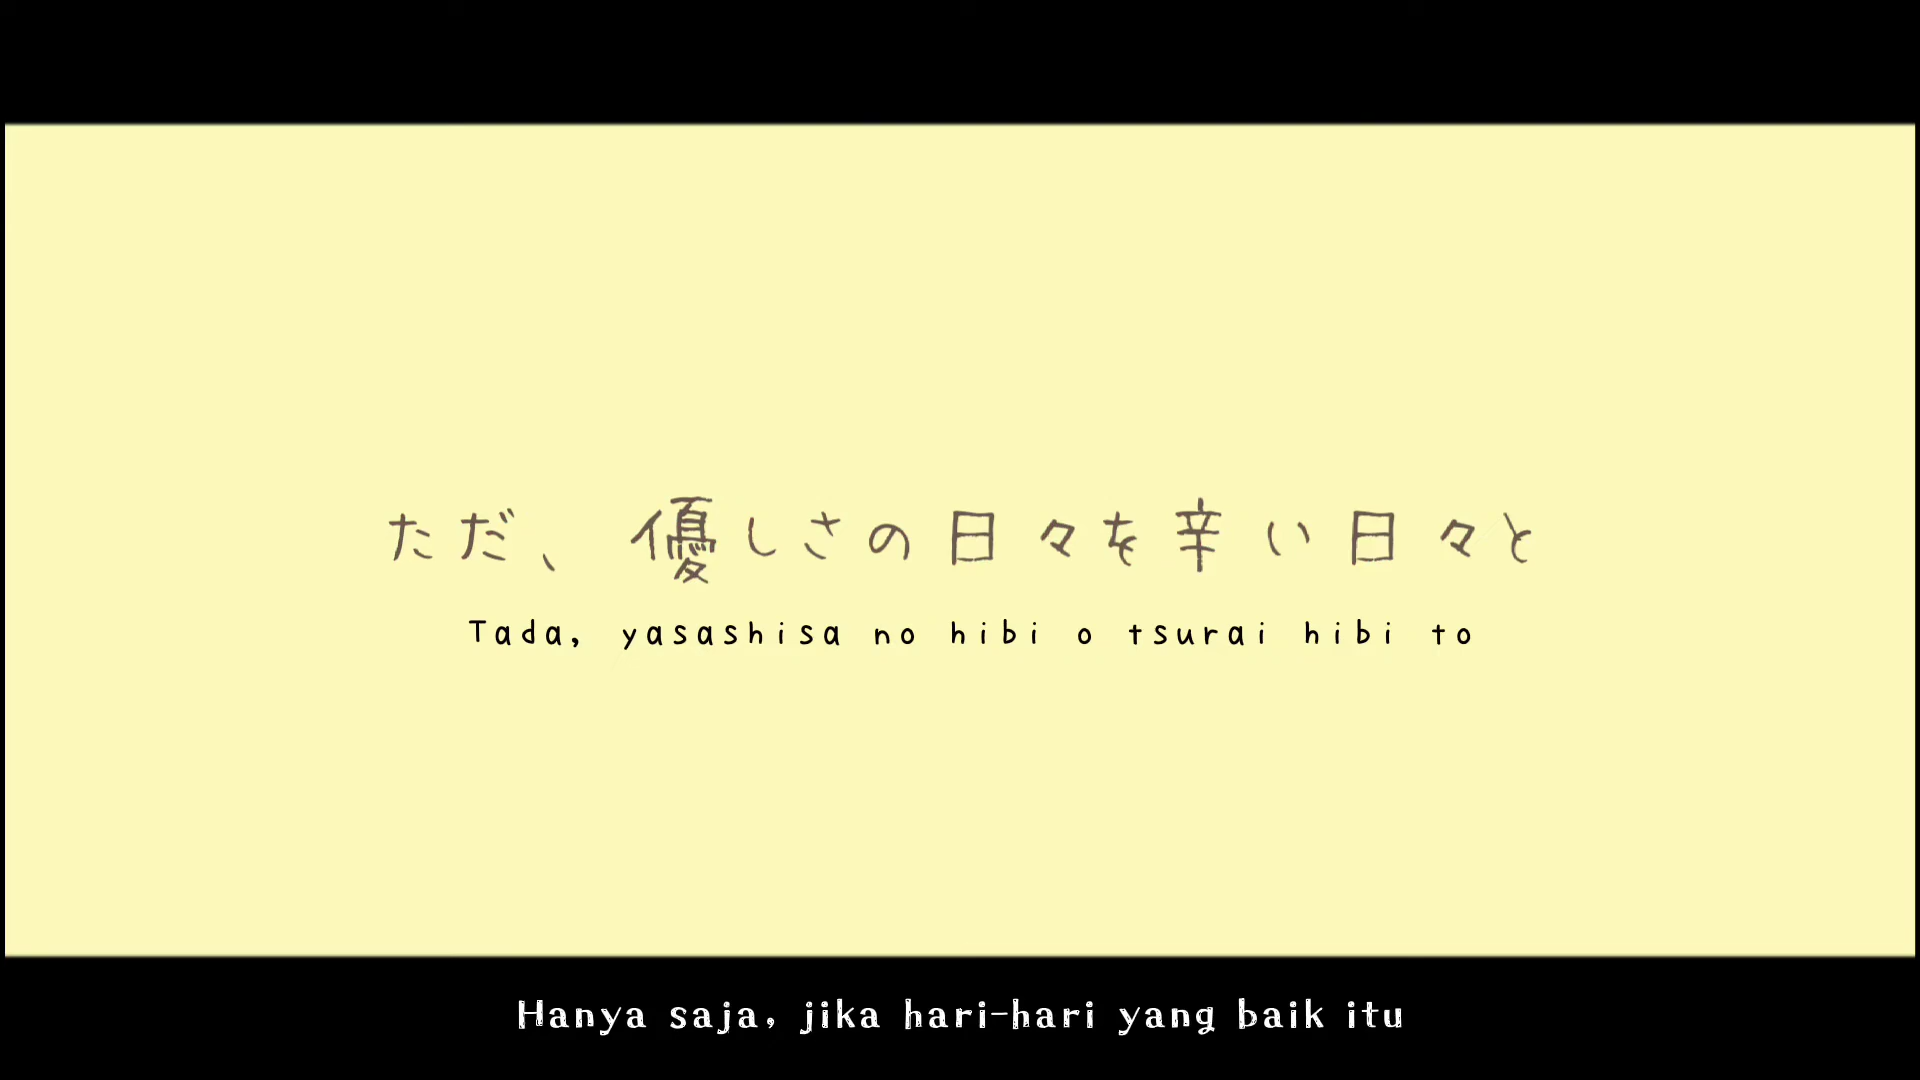 ただ、優しさの日々を辛い日々と
Tada, yasashisa no hibi o tsurai hibi to
Hanya saja, jika hari-hari yang baik itu